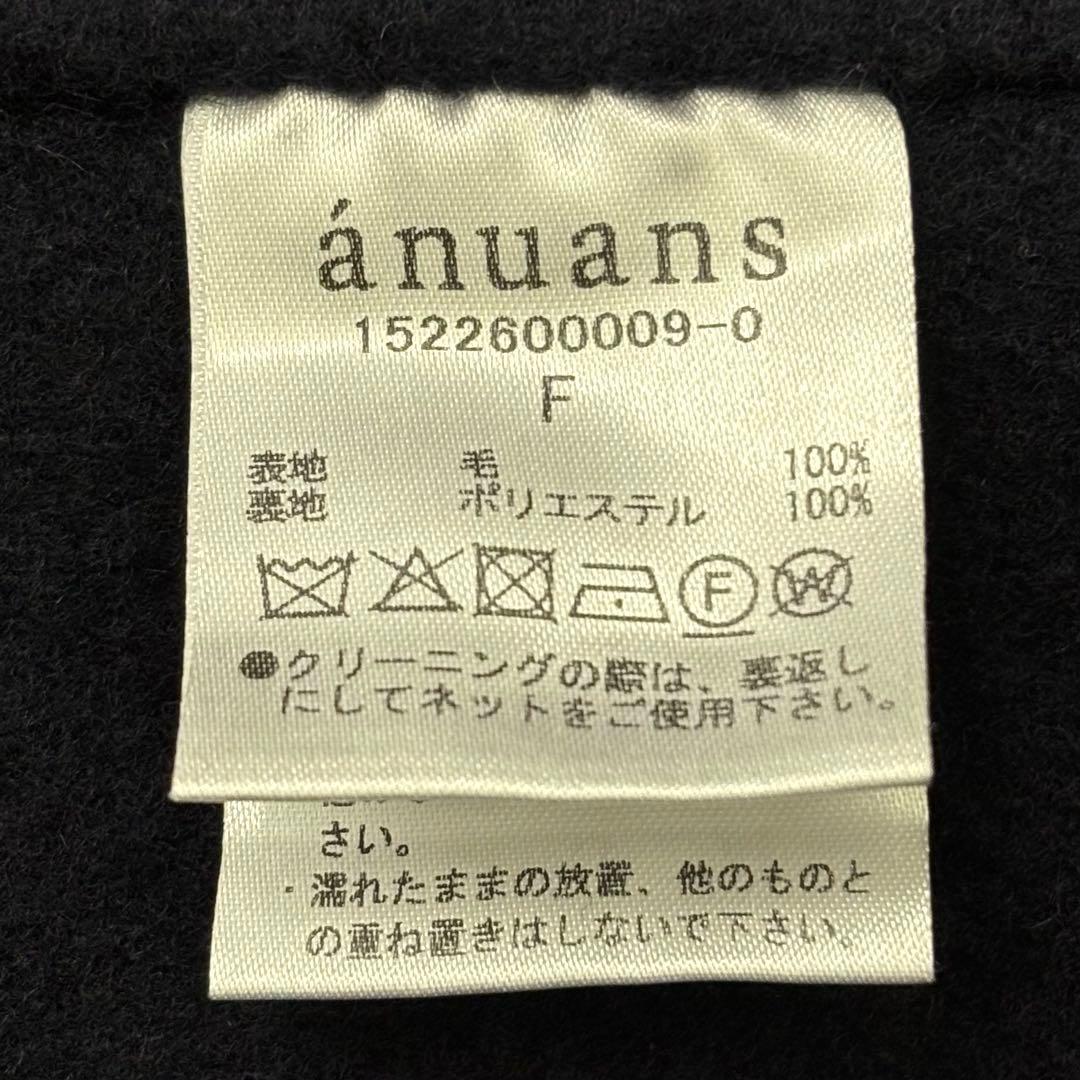 ánuans
1522600009-0
F
表地 毛 100%
裏地 ポリエステル 100%
F W
●クリーニングの際は、裏返し
にしてネットをご使用下さい。
さい。
・濡れたままの放置、他のものと
の重ね置きはしないで下さい。